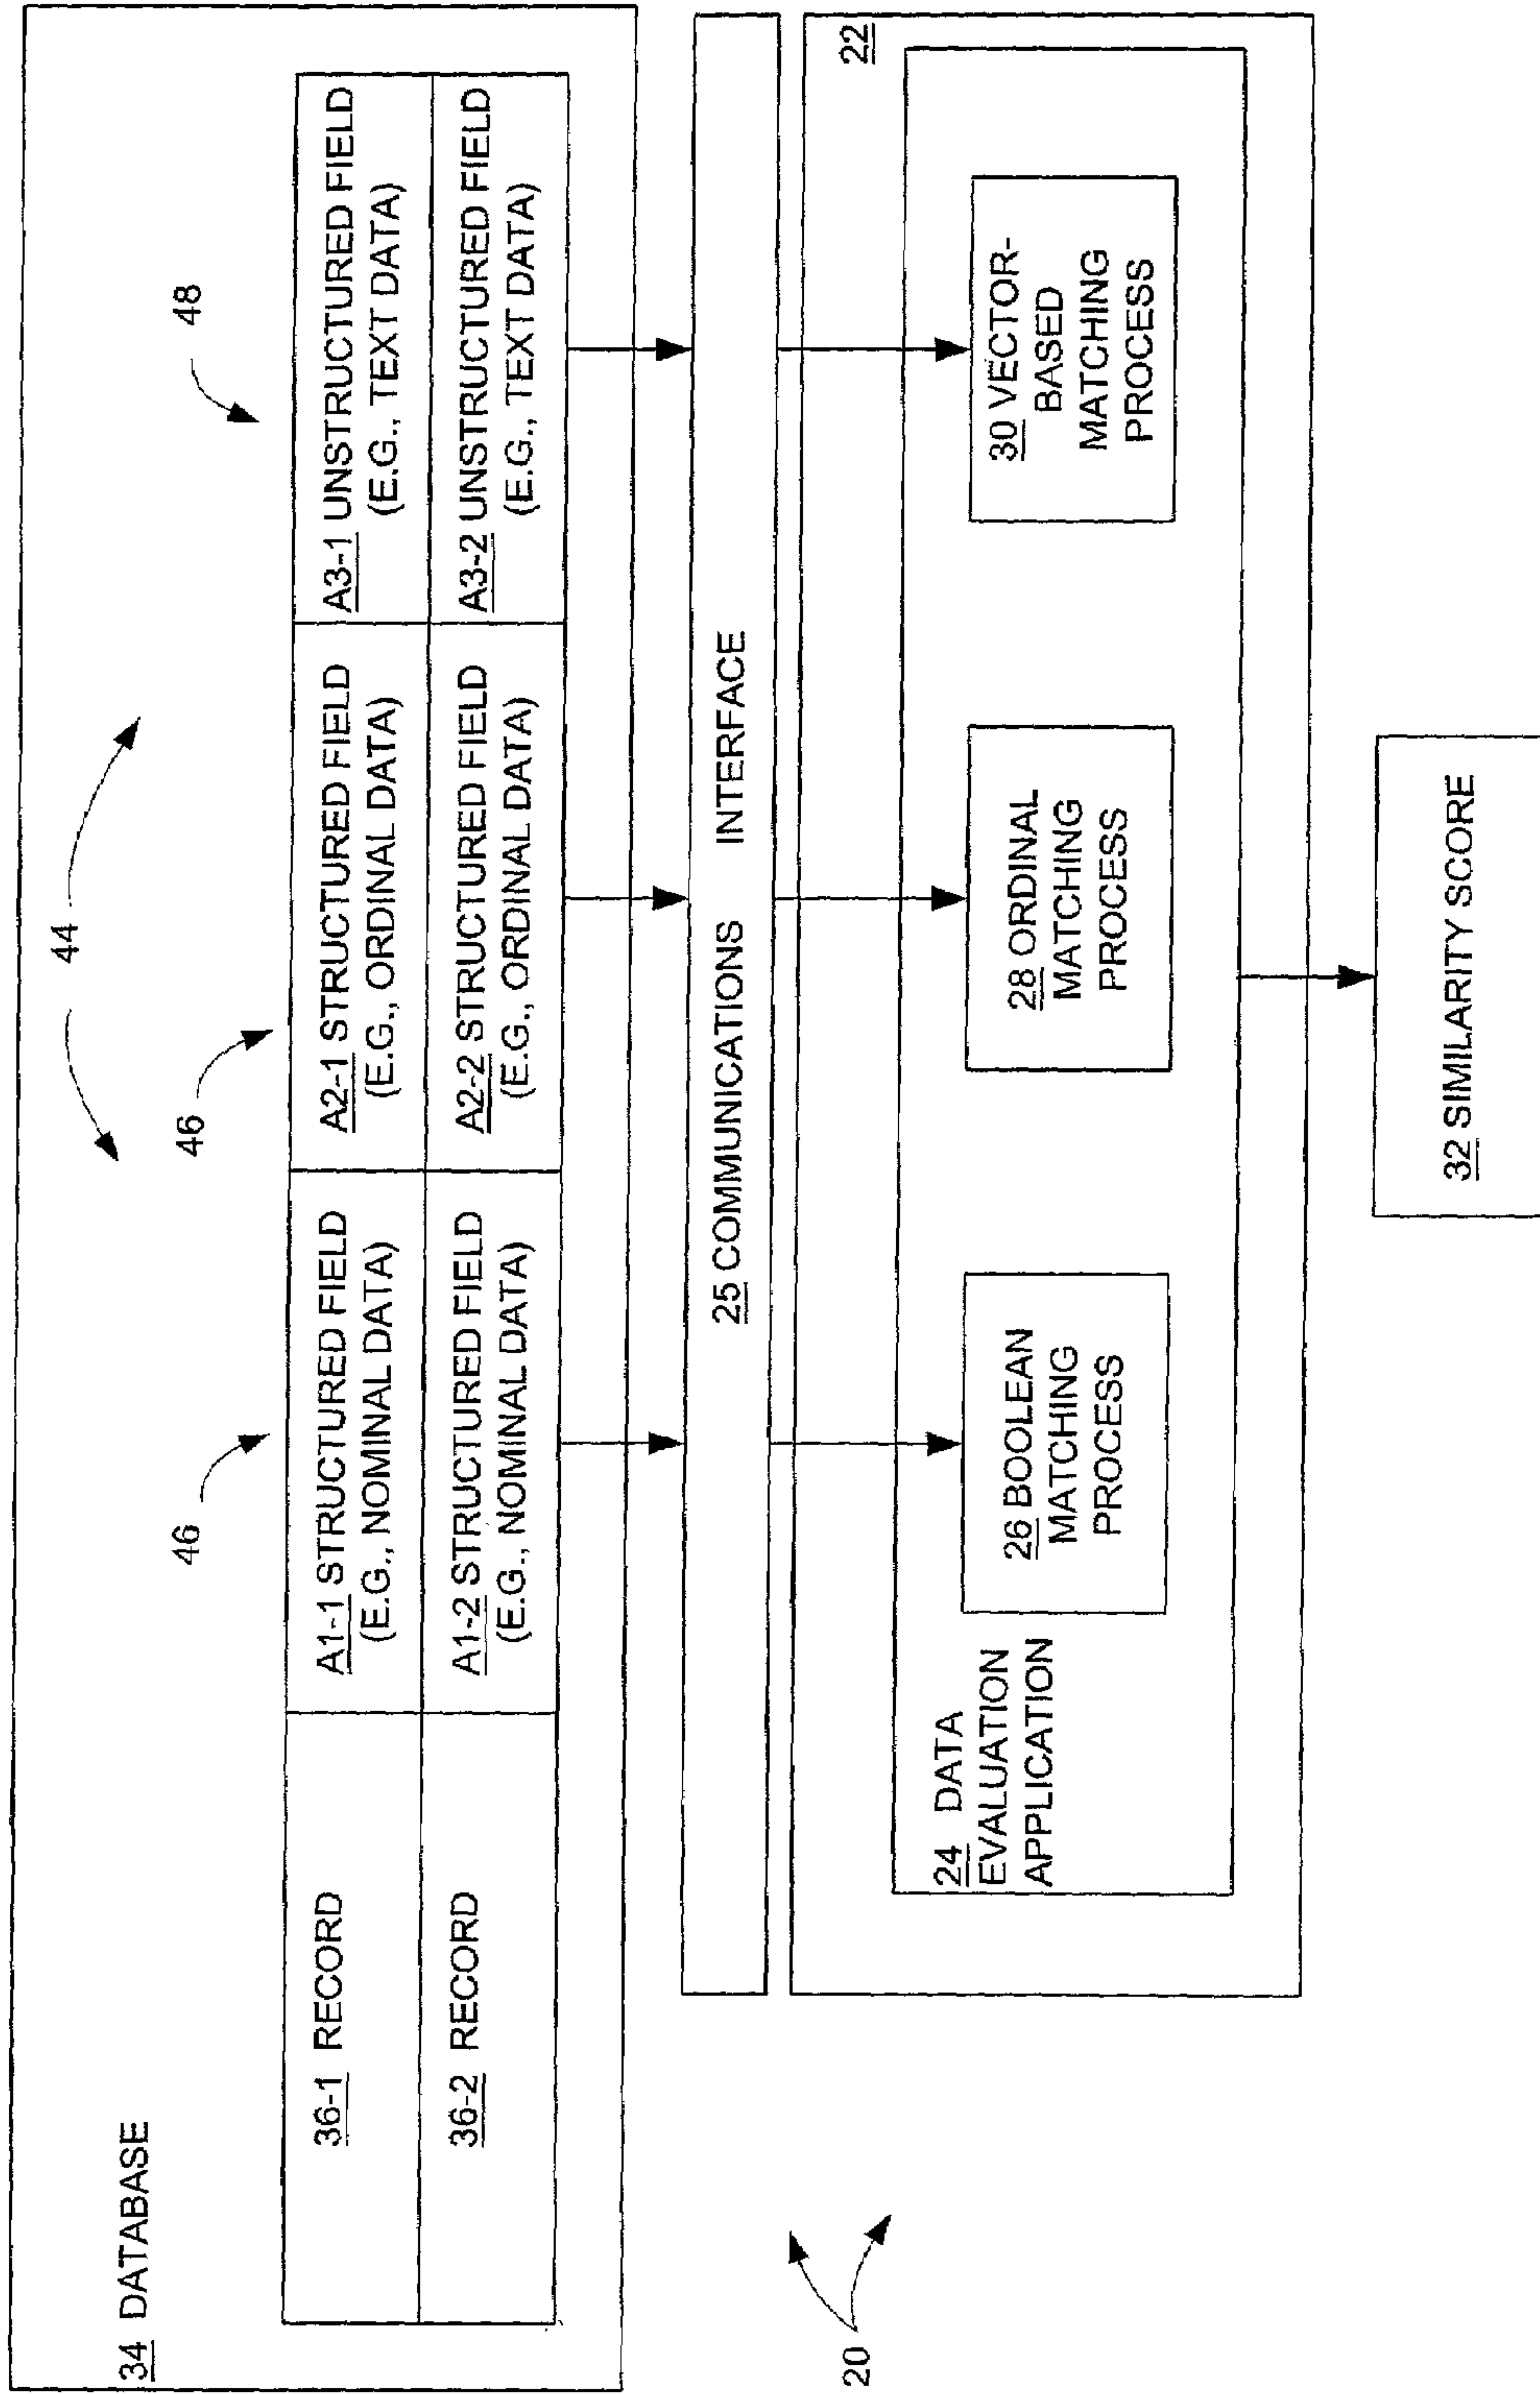 34 DATABASE
44
46
46
48
36-1 RECORD
A1-1 STRUCTURED FIELD
(E.G., NOMINAL DATA)
A2-1 STRUCTURED FIELD
(E.G., ORDINAL DATA)
A3-1 UNSTRUCTURED FIELD
(E.G., TEXT DATA)
36-2 RECORD
A1-2 STRUCTURED FIELD
(E.G., NOMINAL DATA)
A2-2 STRUCTURED FIELD
(E.G., ORDINAL DATA)
A3-2 UNSTRUCTURED FIELD
(E.G., TEXT DATA)
25 COMMUNICATIONS INTERFACE
20
22
24 DATA
EVALUATION
APPLICATION
26 BOOLEAN
MATCHING
PROCESS
28 ORDINAL
MATCHING
PROCESS
30 VECTOR-
BASED
MATCHING
PROCESS
32 SIMILARITY SCORE